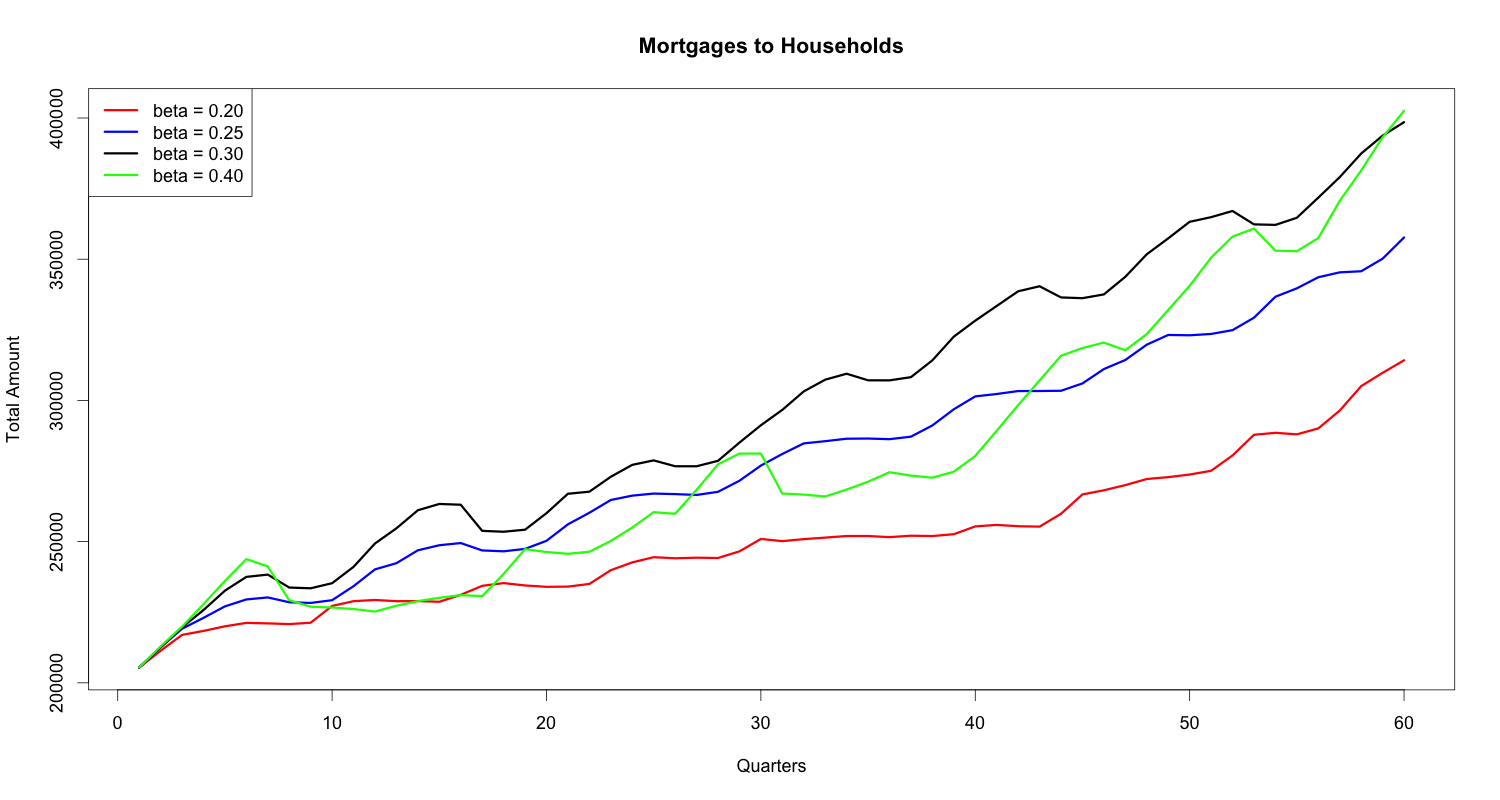 Mortgages to Households
beta = 0.20
beta = 0.25
beta = 0.30
beta = 0.40
Total Amount
400000
350000
300000
250000
200000
0 10 20 30 40 50 60
Quarters